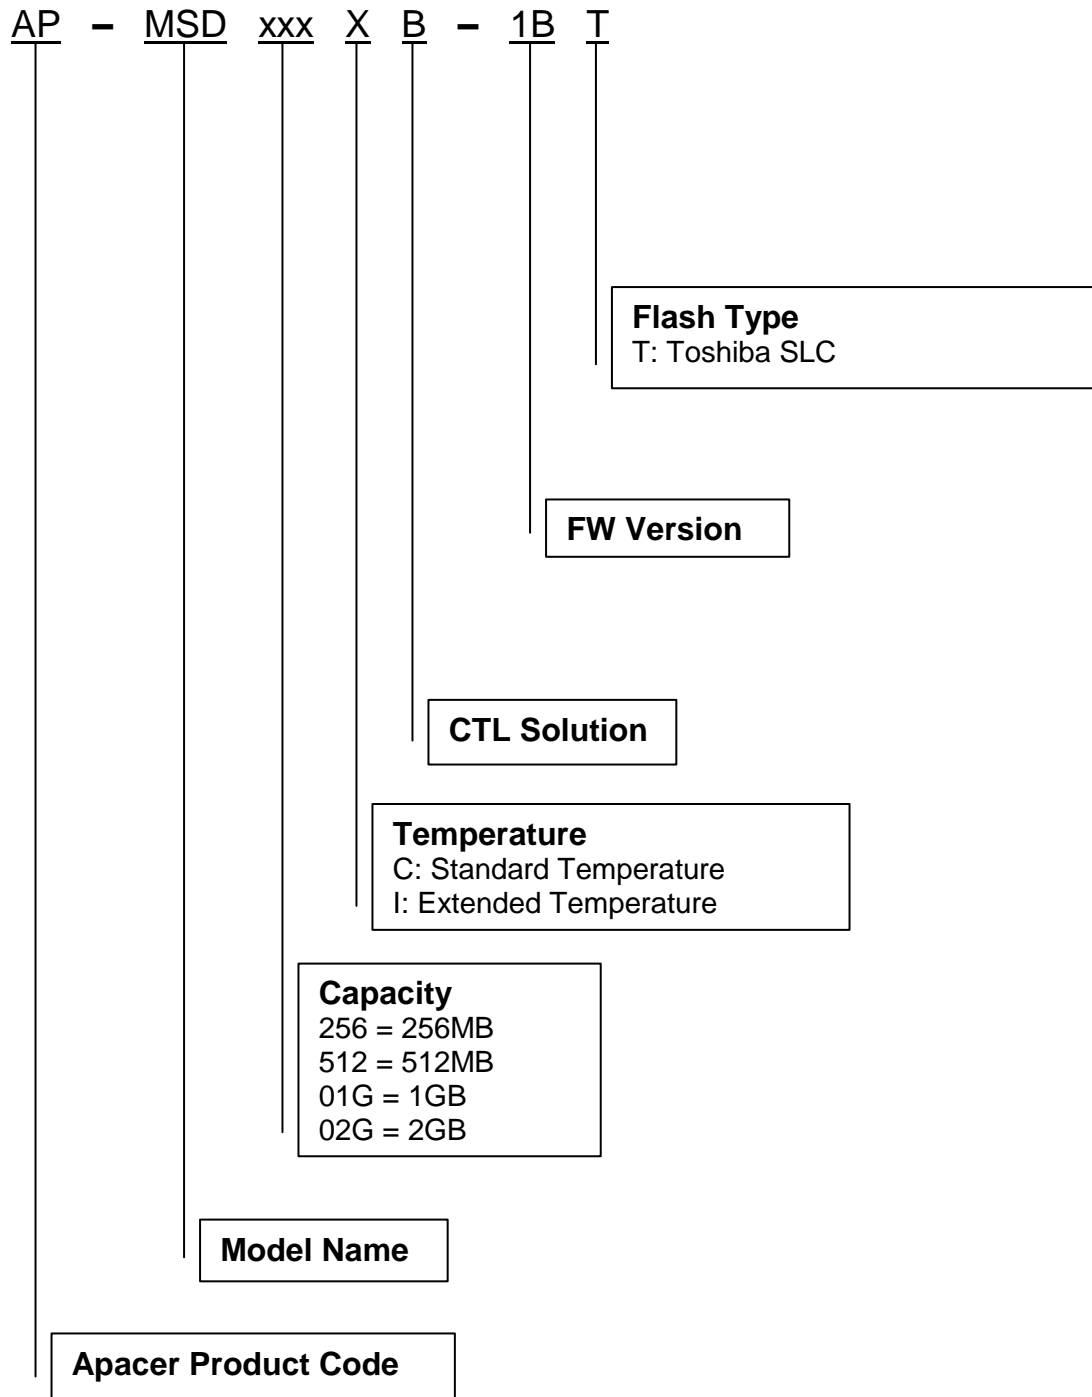 AP – MSD xxx X B – 1B T
Flash Type
T: Toshiba SLC
FW Version
CTL Solution
Temperature
C: Standard Temperature
I: Extended Temperature
Capacity
256 = 256MB
512 = 512MB
01G = 1GB
02G = 2GB
Model Name
Apacer Product Code